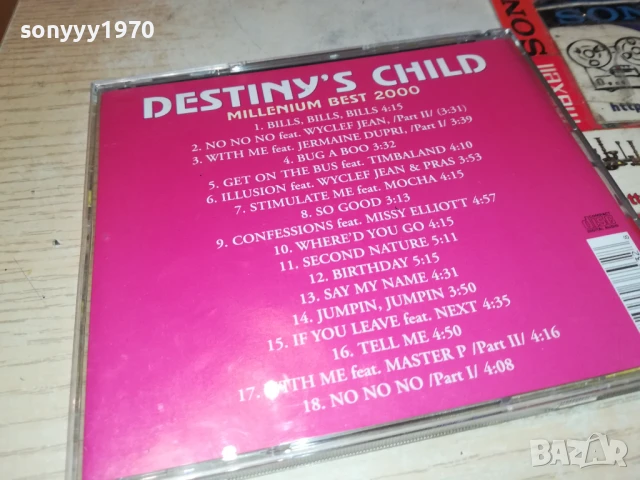 sonyyy1970
DESTINY'S CHILD
MILLENIUM BEST 2000
1. BILLS, BILLS, BILLS 4:15
2. NO NO NO feat. WYCLEF JEAN, /Part II/ (3:31)
3. WITH ME feat. JERMAINE DUPRI, /Part I/ 3:39
4. BUG A BOO 3:32
5. GET ON THE BUS feat. TIMBALAND 4:10
6. ILLUSION feat. WYCLEF JEAN & PRAS 3:53
7. STIMULATE ME feat. MOCHA 4:15
8. SO GOOD 3:13
9. CONFESSIONS feat. MISSY ELLIOTT 4:57
10. WHERE'D YOU GO 4:15
11. SECOND NATURE 5:11
12. BIRTHDAY 5:15
13. SAY MY NAME 4:31
14. JUMPIN, JUMPIN 3:50
15. IF YOU LEAVE feat. NEXT 4:35
16. TELL ME 4:50
17. WITH ME feat. MASTER P /Part II/ 4:16
18. NO NO NO /Part I/ 4:08
SON
maxell
htt
BAZAR